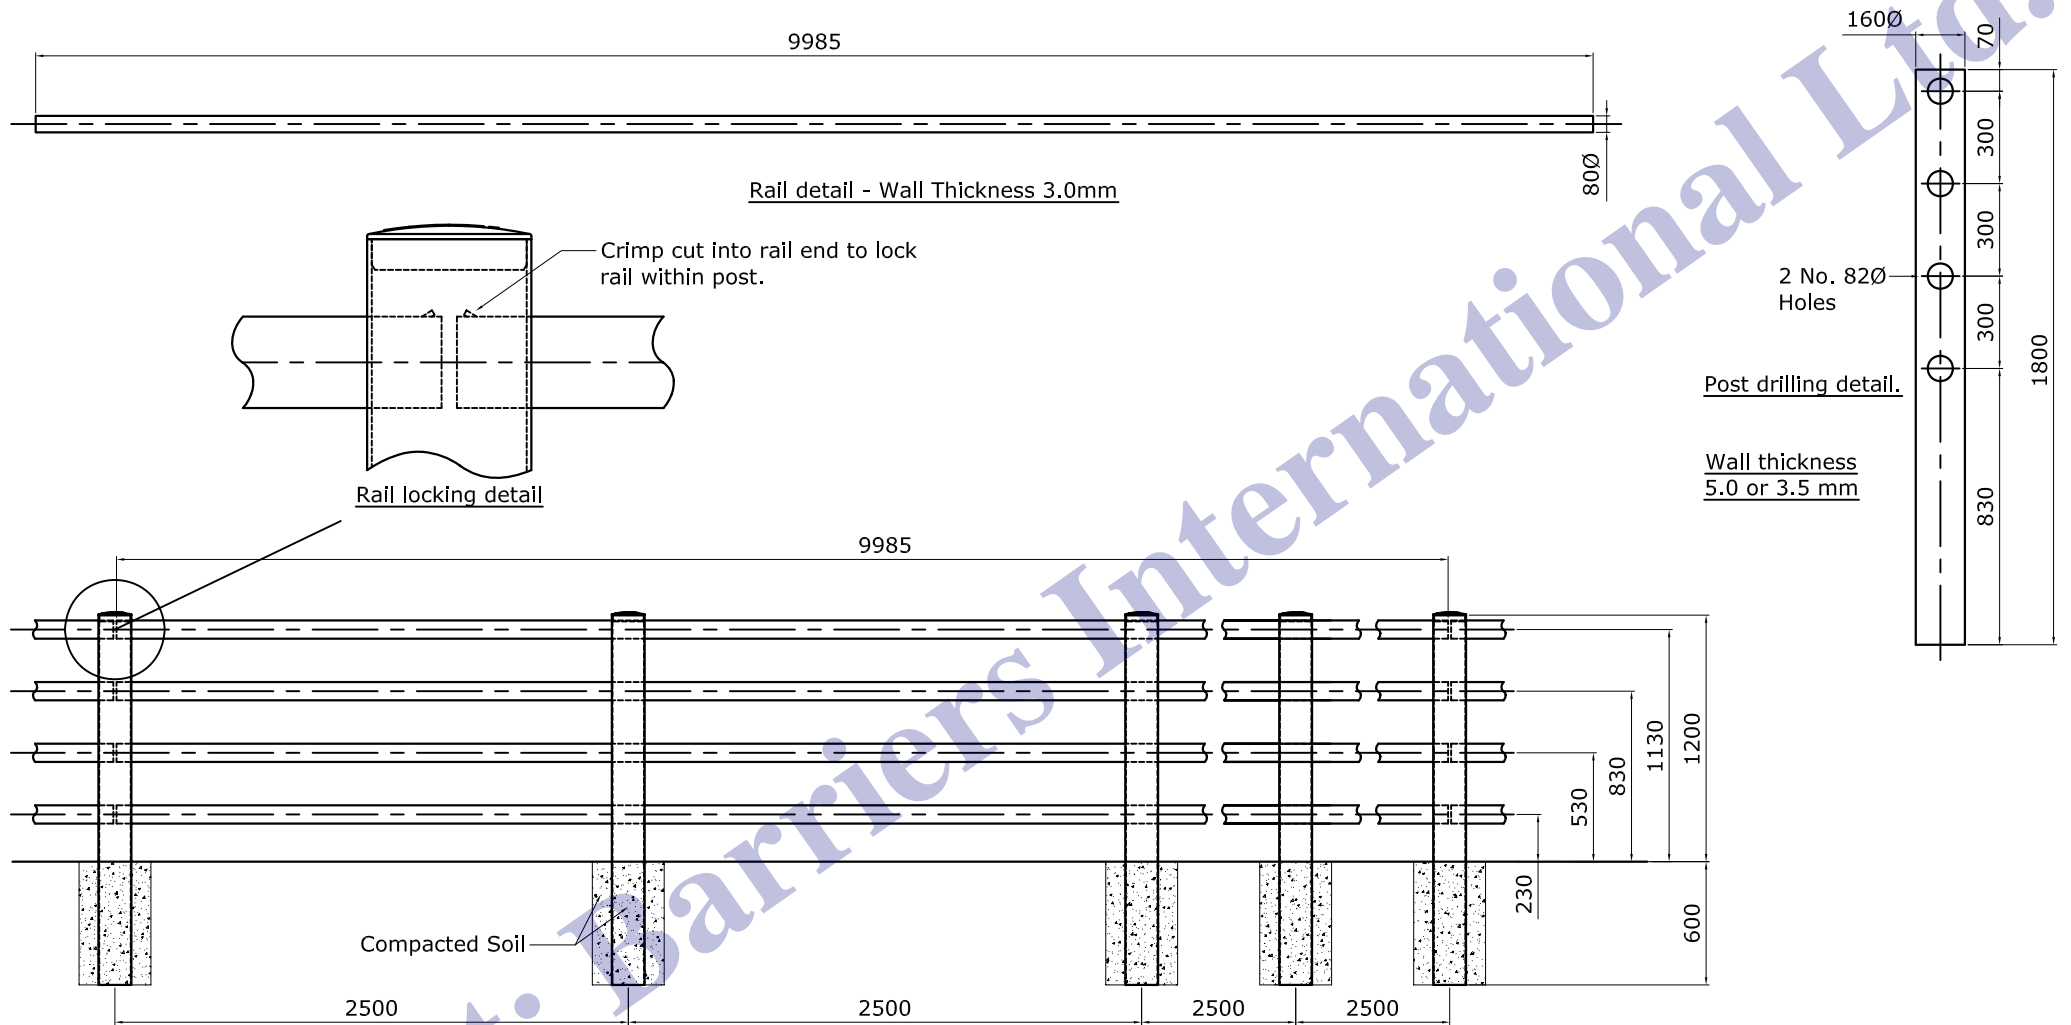 9985
160Ø
70
80Ø
Rail detail - Wall Thickness 3.0mm
Crimp cut into rail end to lock
rail within post.
Rail locking detail
300
300
300
830
1800
2 No. 82Ø
Holes
Post drilling detail.
Wall thickness
5.0 or 3.5 mm
9985
230
530
830
1130
1200
600
Compacted Soil
2500
2500
2500
2500
t. Barriers International Ltd.